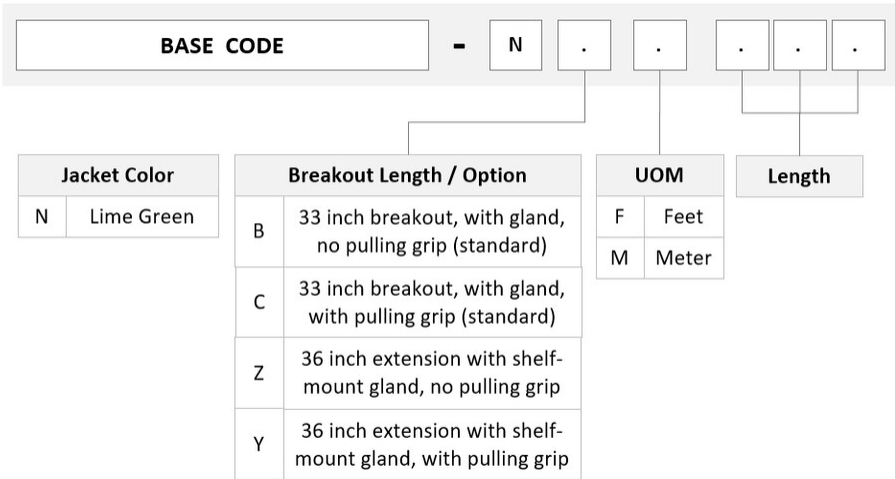 BASE CODE - N . . . . .
Jacket Color
N Lime Green
Breakout Length / Option
B 33 inch breakout, with gland,
no pulling grip (standard)
C 33 inch breakout, with gland,
with pulling grip (standard)
Z 36 inch extension with shelf-
mount gland, no pulling grip
Y 36 inch extension with shelf-
mount gland, with pulling grip
UOM
F Feet
M Meter
Length